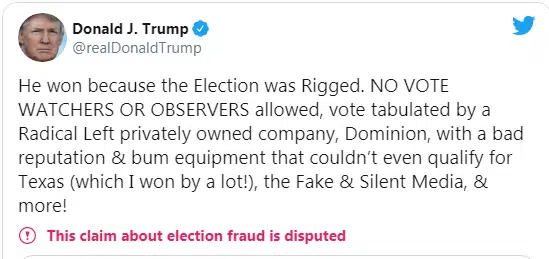 Donald J. Trump
@realDonaldTrump
He won because the Election was Rigged. NO VOTE
WATCHERS OR OBSERVERS allowed, vote tabulated by a
Radical Left privately owned company, Dominion, with a bad
reputation & bum equipment that couldn’t even qualify for
Texas (which I won by a lot!), the Fake & Silent Media, &
more!
This claim about election fraud is disputed